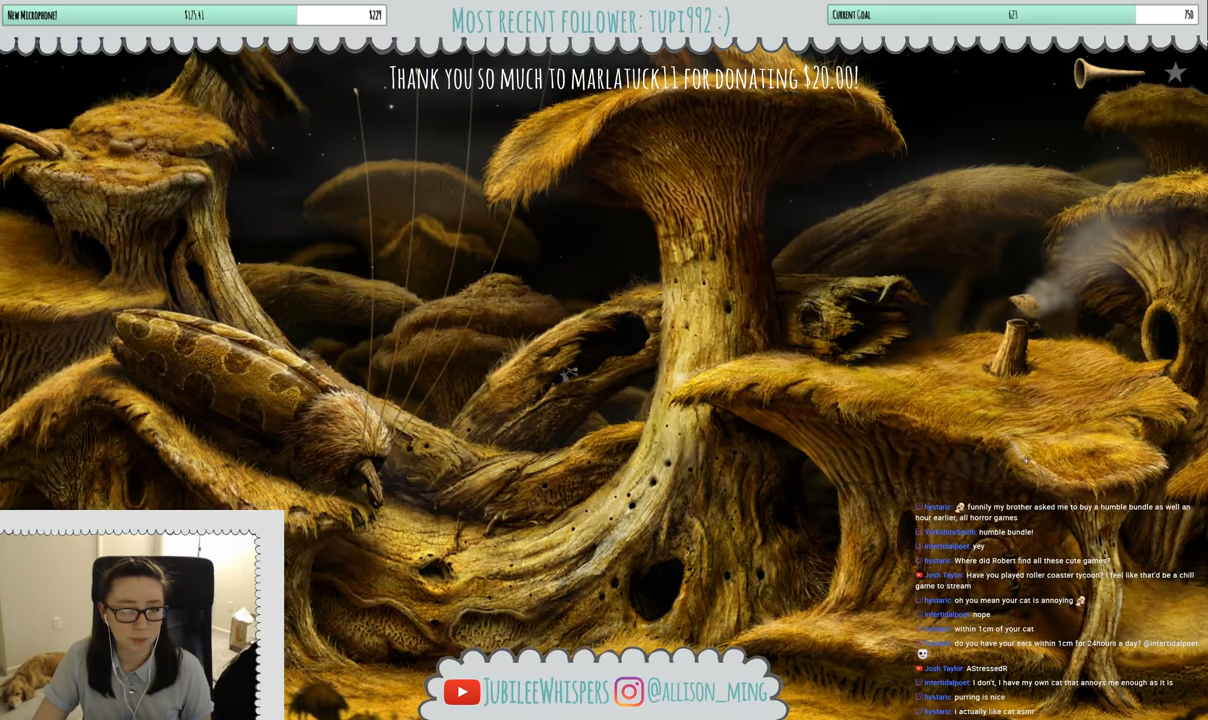 New Microphone!
$175.41
$229
Most recent follower: tupi992 :)
Current Goal
623
750
Thank you so much to marlatuck11 for donating $20.00!
hystaric: funnily my brother asked me to buy a humble bundle as well an
hour earlier, all horror games
YorkshireSmith: humble bundle!
intertidalpoet: yey
hystaric: Where did Robert find all these cute games?
Josh Taylor: Have you played roller coaster tycoon? I feel like that'd be a chill
game to stream
hystaric: oh you mean your cat is annoying
intertidalpoet: nope
within 1cm of your cat
do you have your ears within 1cm for 24hours a day? @intertidalpoet
Josh Taylor: AStressedR
intertidalpoet: I don't, I have my own cat that annoys me enough as it is
hystaric: purring is nice
hystaric: i actually like cat asmr
JubileeWhispers
@allison_ming